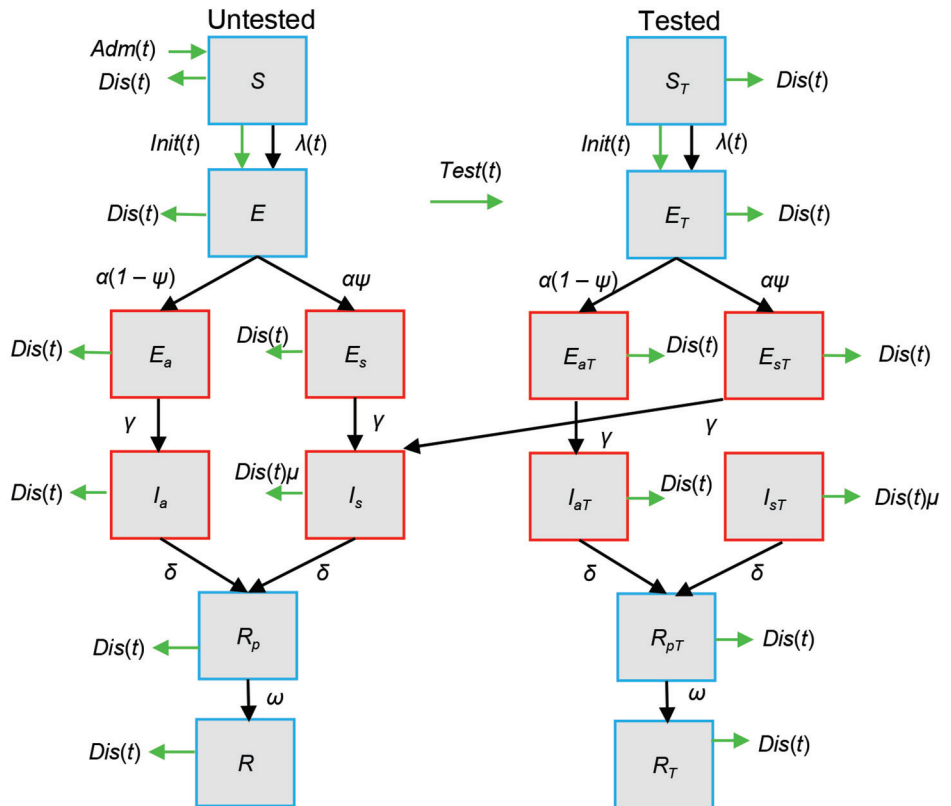 Untested Tested
Adm(t)
Dis(t) S S_T Dis(t)
Init(t) λ(t) Init(t) λ(t)
Test(t)
Dis(t) E E_T Dis(t)
α(1 – ψ) αψ α(1 – ψ) αψ
Dis(t) E_a Dis(t) E_s E_aT Dis(t) E_sT Dis(t)
γ γ γ γ
Dis(t) I_a Dis(t)μ I_s I_aT Dis(t) I_sT Dis(t)μ
δ δ δ δ
Dis(t) R_p R_pT Dis(t)
ω ω
Dis(t) R R_T Dis(t)